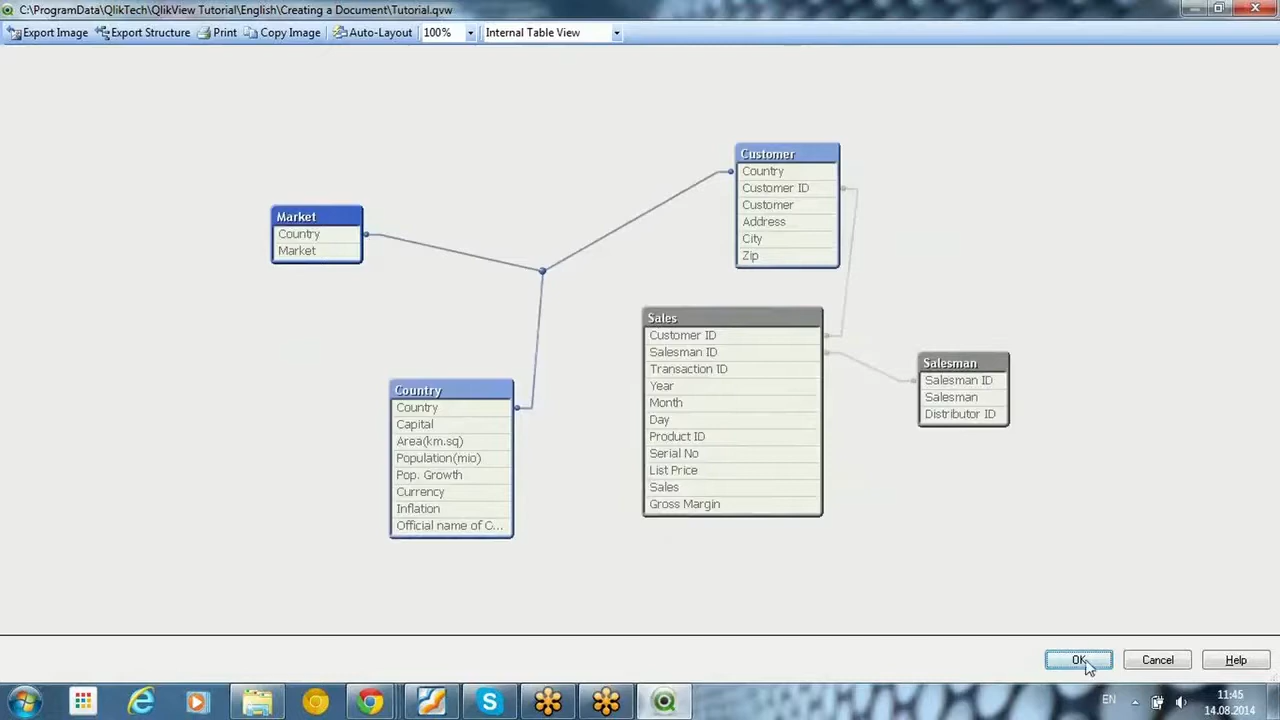 C:\ProgramData\QlikTech\QlikView Tutorial\English\Creating a Document\Tutorial.qvw
Export Image Export Structure Print Copy Image Auto-Layout 100% Internal Table View
Customer
Country
Customer ID
Customer
Address
City
Zip
Market
Country
Market
Sales
Customer ID
Salesman ID
Transaction ID
Year
Month
Day
Product ID
Serial No
List Price
Sales
Gross Margin
Salesman
Salesman ID
Salesman
Distributor ID
Country
Country
Capital
Area(km.sq)
Population(mio)
Pop. Growth
Currency
Inflation
Official name of C...
OK Cancel Help
EN
11:45
14.08.2014